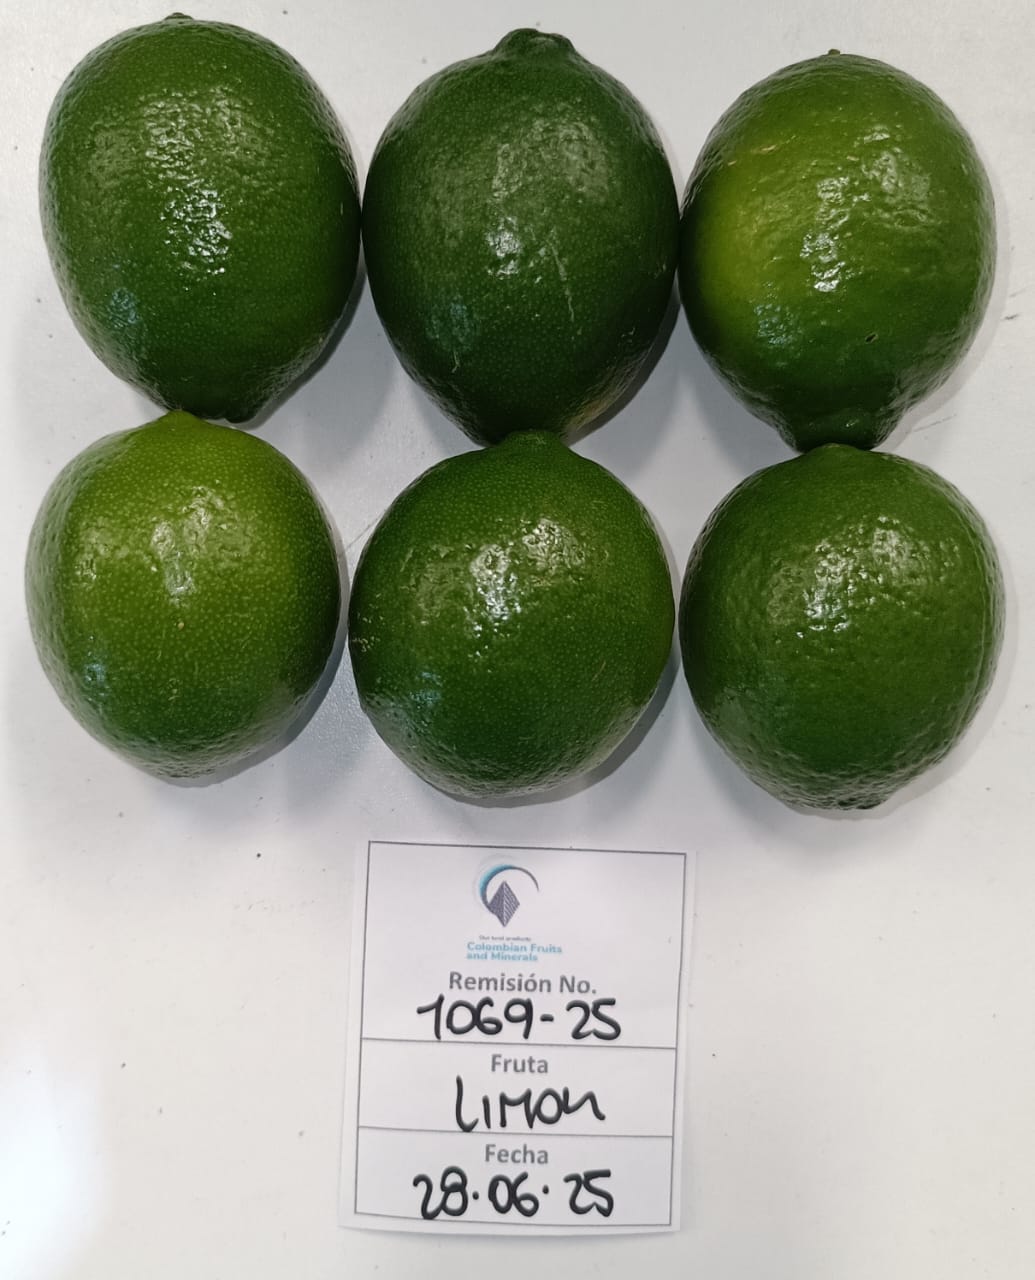 Our best products
Colombian Fruits
and Minerals
Remisión No.
1069-25
Fruta
LIMON
Fecha
28.06.25